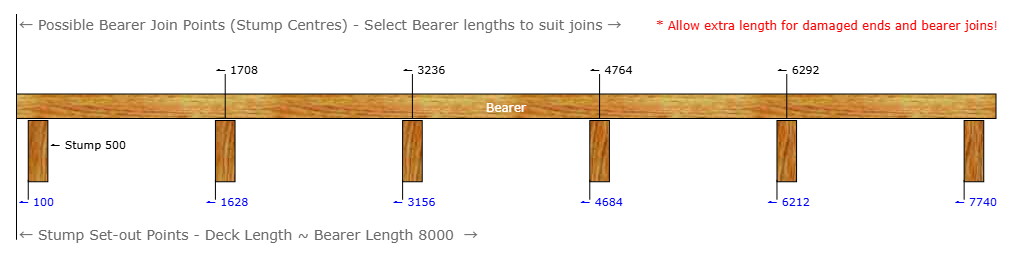 ← Possible Bearer Join Points (Stump Centres) - Select Bearer lengths to suit joins →
* Allow extra length for damaged ends and bearer joins!
↼ 1708
↼ 3236
↼ 4764
↼ 6292
Bearer
↼ Stump 500
↼ 100
↼ 1628
↼ 3156
↼ 4684
↼ 6212
↼ 7740
← Stump Set-out Points - Deck Length ~ Bearer Length 8000 →